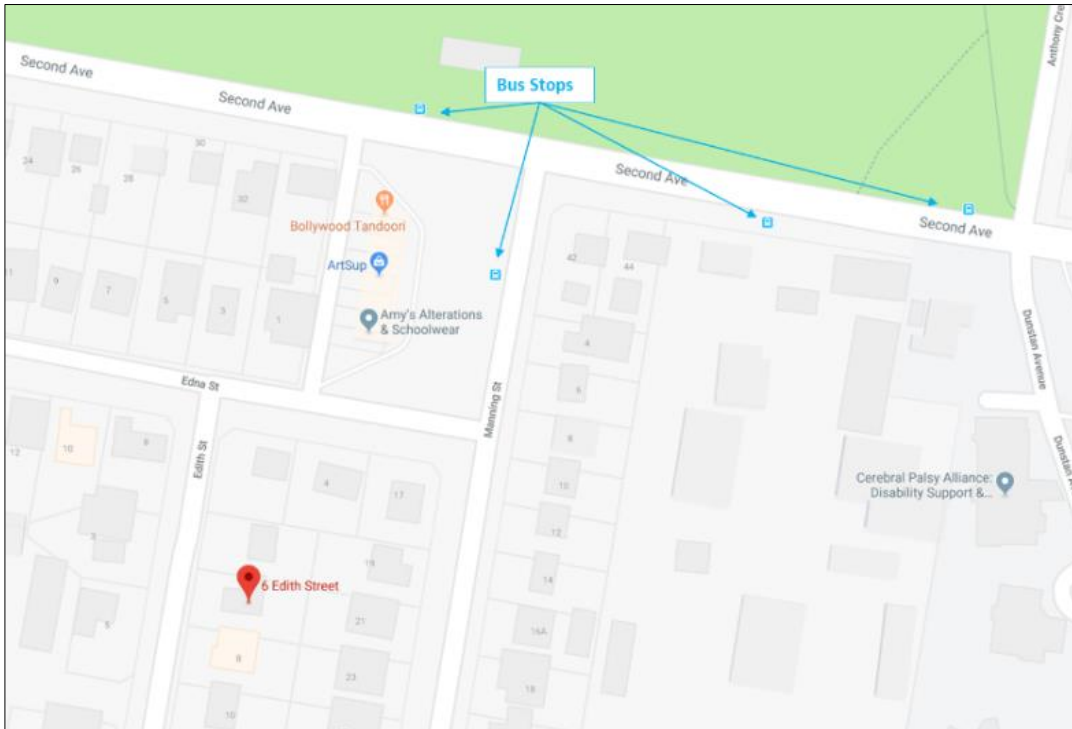 Second Ave
Second Ave
Bus Stops
Anthony Cre
Second Ave
Second Ave
30
24
26
28
32
Bollywood Tandoori
ArtSup
42
44
Amy's Alterations
& Schoolwear
11
9
7
5
3
1
4
Dunstan Avenue
Edna St
Manning St
6
8
10
12
14
16A
18
12
10
8
Edith St
4
17
19
3
5
6 Edith Street
21
8
23
10
Cerebral Palsy Alliance:
Disability Support &...
Dunstan A